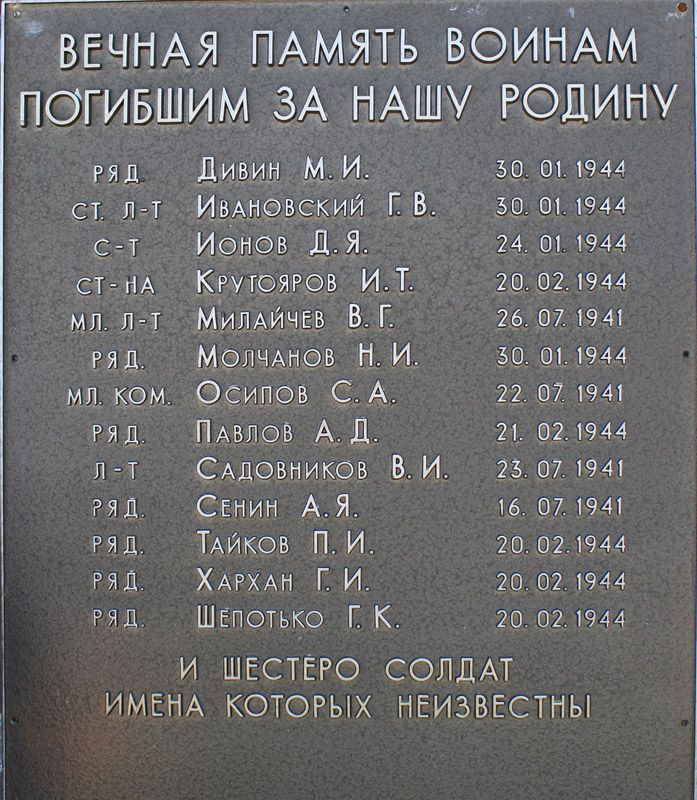 ВЕЧНАЯ ПАМЯТЬ ВОИНАМ
ПОГИБШИМ ЗА НАШУ РОДИНУ
РЯД. ДИВИН М.И. 30.01.1944
СТ. Л-Т ИВАНОВСКИЙ Г.В. 30.01.1944
С-Т ИОНОВ Д.Я. 24.01.1944
СТ-НА КРУТОЯРОВ И.Т. 20.02.1944
МЛ. Л-Т МИЛАЙЧЕВ В.Г. 26.07.1941
РЯД. МОЛЧАНОВ Н.И. 30.01.1944
МЛ. КОМ. ОСИПОВ С.А. 22.07.1941
РЯД. ПАВЛОВ А.Д. 21.02.1944
Л-Т САДОВНИКОВ В.И. 23.07.1941
РЯД. СЕНИН А.Я. 16.07.1941
РЯД. ТАЙКОВ П.И. 20.02.1944
РЯД. ХАРХАН Г.И. 20.02.1944
РЯД. ШЕПОТЬКО Г.К. 20.02.1944
И ШЕСТЕРО СОЛДАТ
ИМЕНА КОТОРЫХ НЕИЗВЕСТНЫ